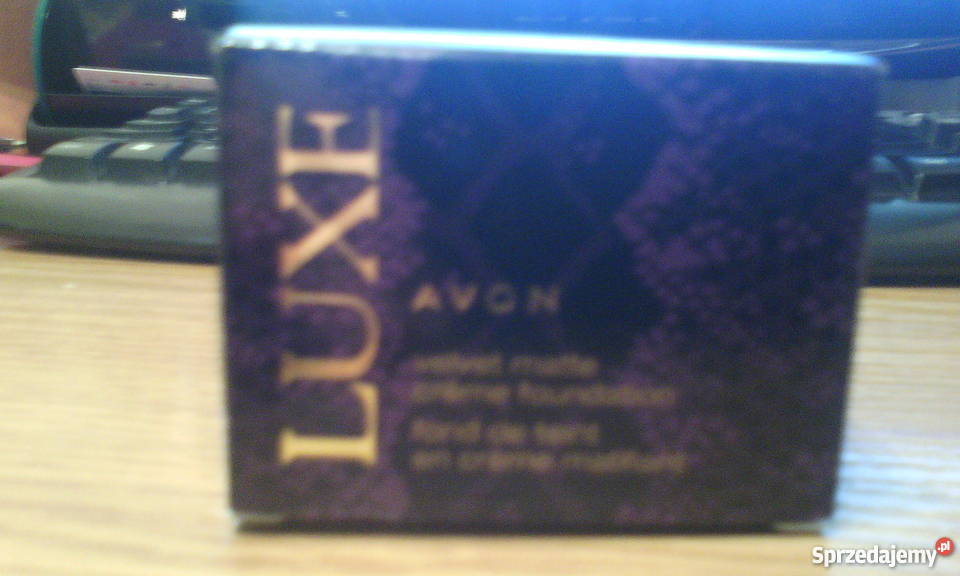 LUXE
AVON
velvet matte
crème foundation
fond de teint
en crème matifiant
Sprzedajemy.pl